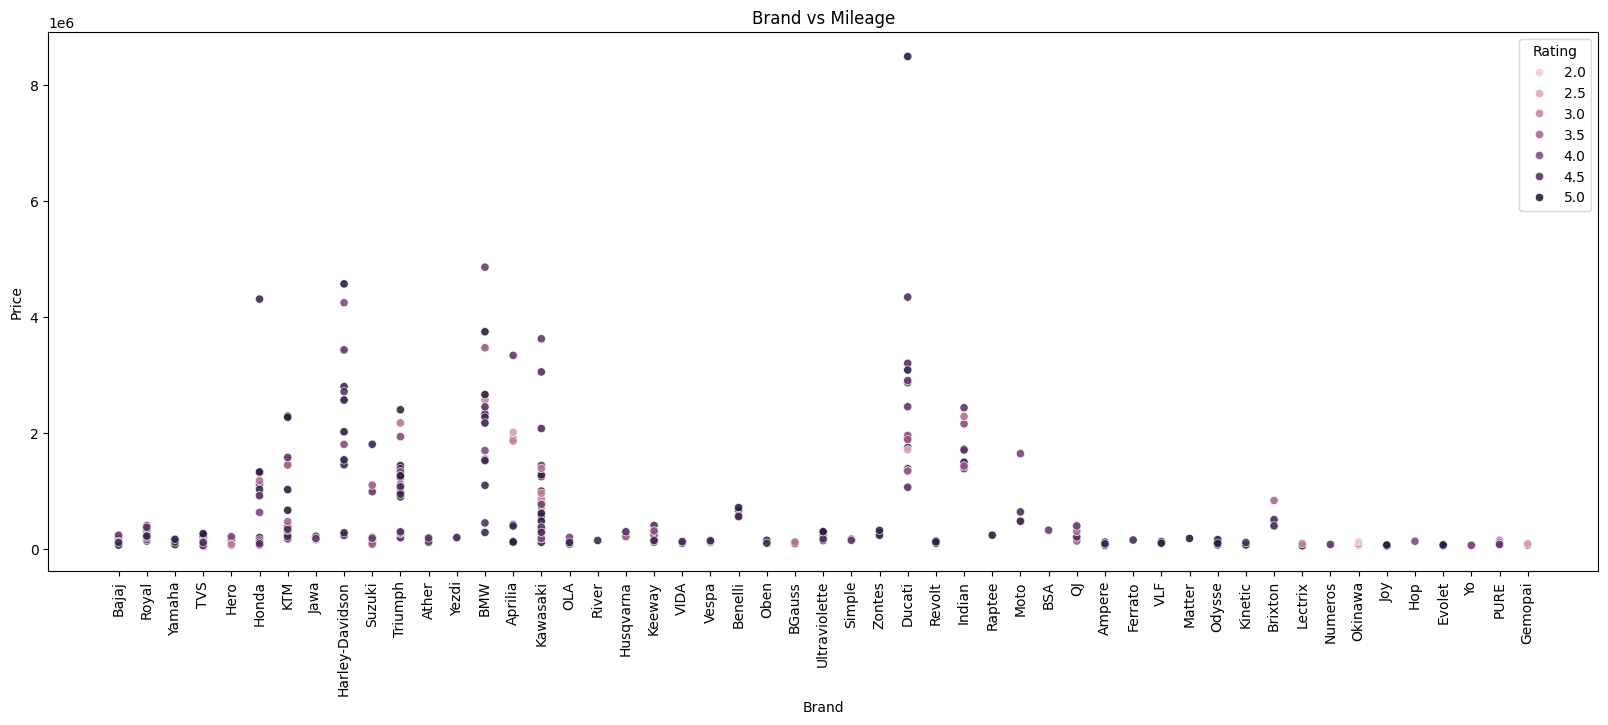 Brand vs Mileage
1e6
Rating
2.0
2.5
3.0
3.5
4.0
4.5
5.0
8
6
4
2
0
Price
Bajaj
Royal
Yamaha
TVS
Hero
Honda
KTM
Jawa
Harley-Davidson
Suzuki
Triumph
Ather
Yezdi
BMW
Aprilia
Kawasaki
OLA
River
Husqvarna
Keeway
VIDA
Vespa
Benelli
Oben
BGauss
Ultraviolette
Simple
Zontes
Ducati
Revolt
Indian
Raptee
Moto
BSA
QJ
Ampere
Ferrato
VLF
Matter
Odysse
Kinetic
Brixton
Lectrix
Numeros
Okinawa
Joy
Hop
Evolet
Yo
PURE
Gemopai
Brand